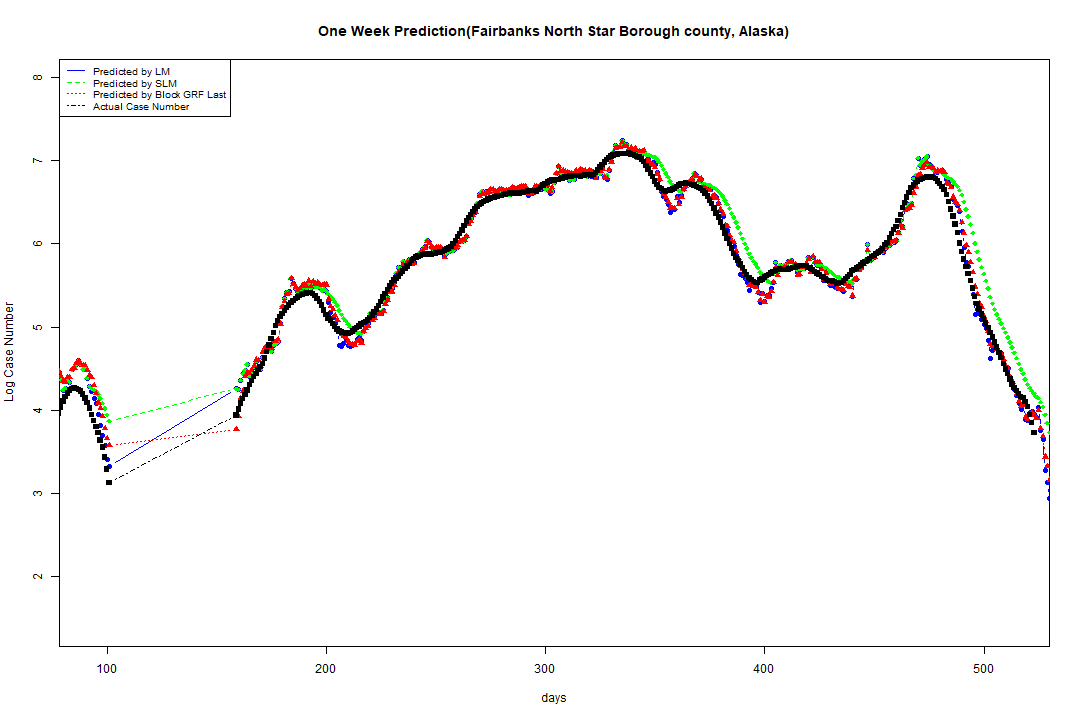 One Week Prediction(Fairbanks North Star Borough county, Alaska)
Predicted by LM
Predicted by SLM
Predicted by Block GRF Last
Actual Case Number
Log Case Number
8
7
6
5
4
3
2
100 200 300 400 500
days